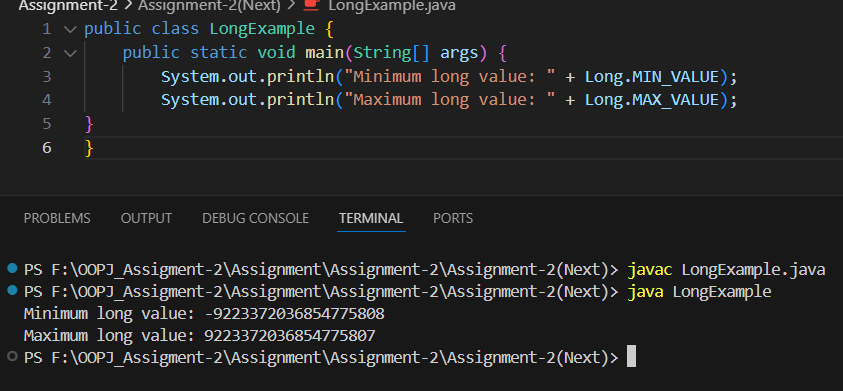 Assignment-2 > Assignment-2(Next) > LongExample.java
1 public class LongExample {
2 public static void main(String[] args) {
3 System.out.println("Minimum long value: " + Long.MIN_VALUE);
4 System.out.println("Maximum long value: " + Long.MAX_VALUE);
5 }
6 }
PROBLEMS OUTPUT DEBUG CONSOLE TERMINAL PORTS
PS F:\OOPJ_Assigment-2\Assignment\Assignment-2\Assignment-2(Next)> javac LongExample.java
PS F:\OOPJ_Assigment-2\Assignment\Assignment-2\Assignment-2(Next)> java LongExample
Minimum long value: -9223372036854775808
Maximum long value: 9223372036854775807
PS F:\OOPJ_Assigment-2\Assignment\Assignment-2\Assignment-2(Next)>